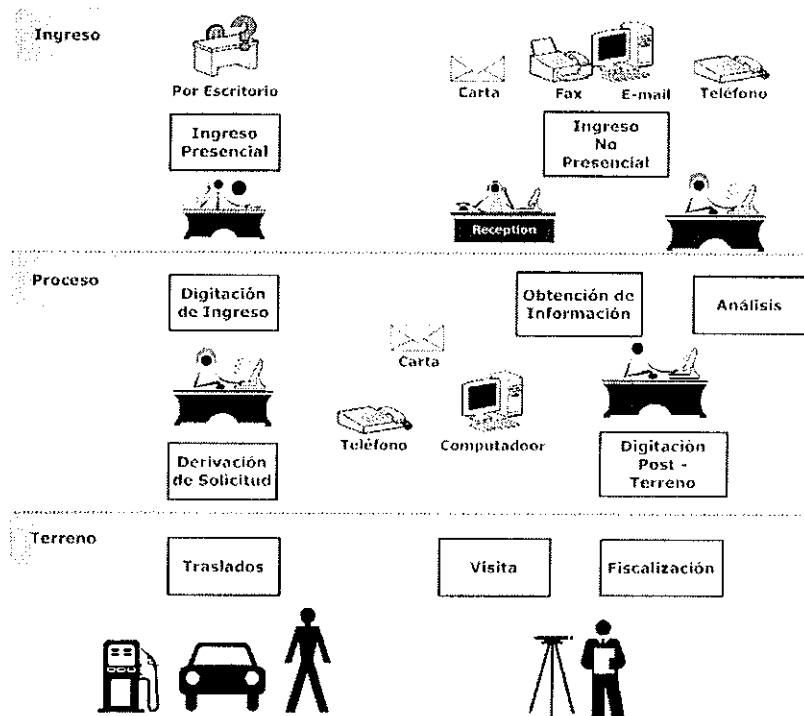 Ingreso
Por Escritorio
Carta
Fax
E-mail
Teléfono
Ingreso
Presencial
Ingreso
No
Presencial
Reception
Proceso
Digitación
de Ingreso
Obtención de
Información
Análisis
Carta
Teléfono
Computadoor
Derivación
de Solicitud
Digitación
Post -
Terreno
Terreno
Traslados
Visita
Fiscalización